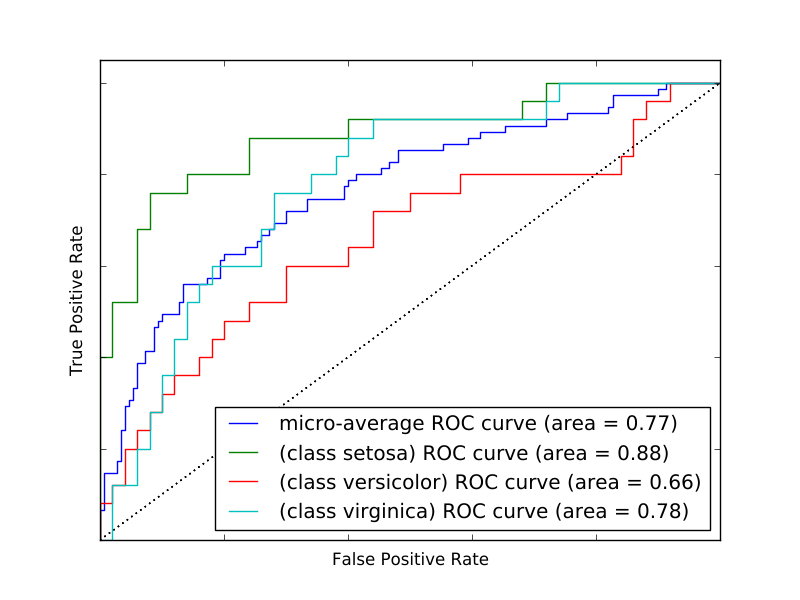 True Positive Rate
micro-average ROC curve (area = 0.77)
(class setosa) ROC curve (area = 0.88)
(class versicolor) ROC curve (area = 0.66)
(class virginica) ROC curve (area = 0.78)
False Positive Rate